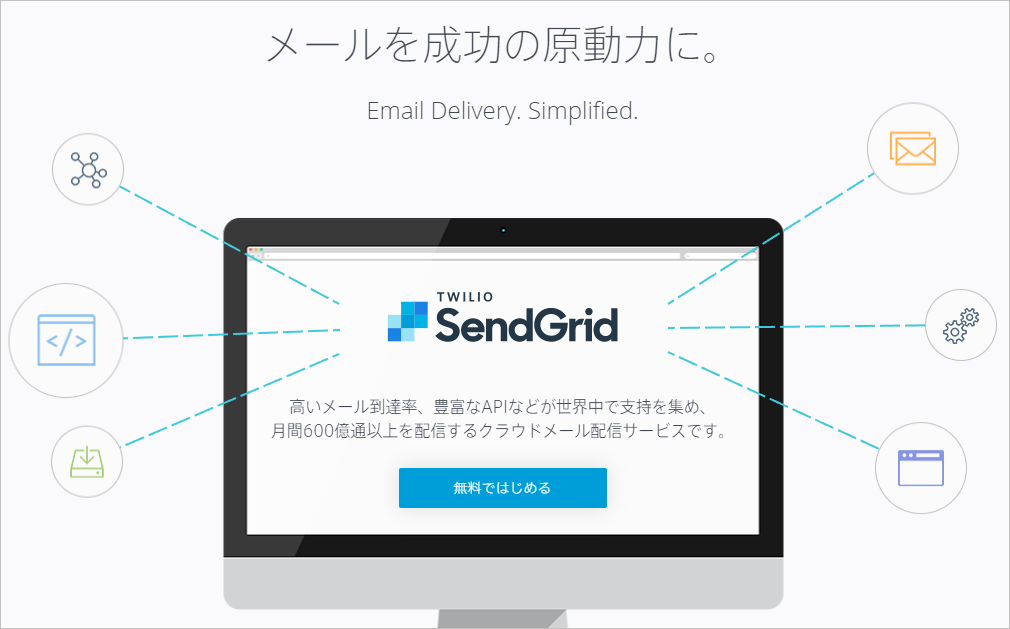 メールを成功の原動力に。
Email Delivery. Simplified.
TWILIO
SendGrid
高いメール到達率、豊富なAPIなどが世界中で支持を集め、
月間600億通以上を配信するクラウドメール配信サービスです。
無料ではじめる